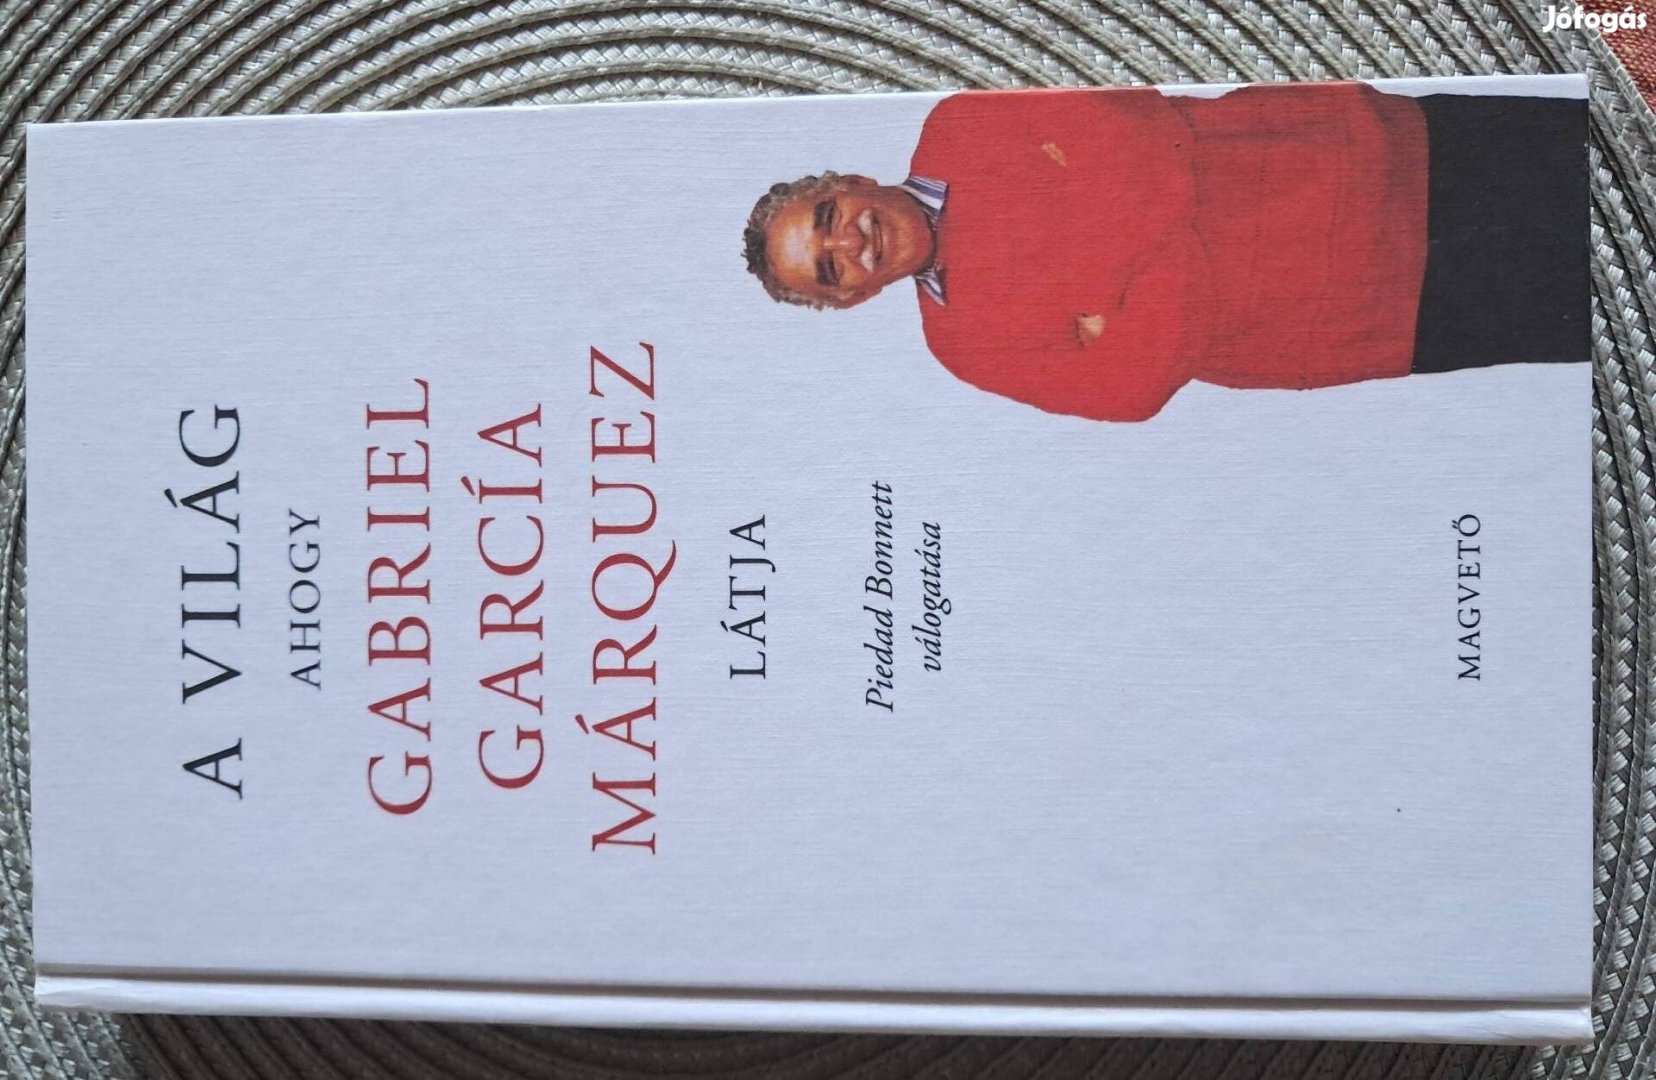 A VILÁG
AHOGY
GABRIEL
GARCÍA
MÁRQUEZ
LÁTJA
Piedad Bonnett
válogatása
MAGVETŐ
Jófogás